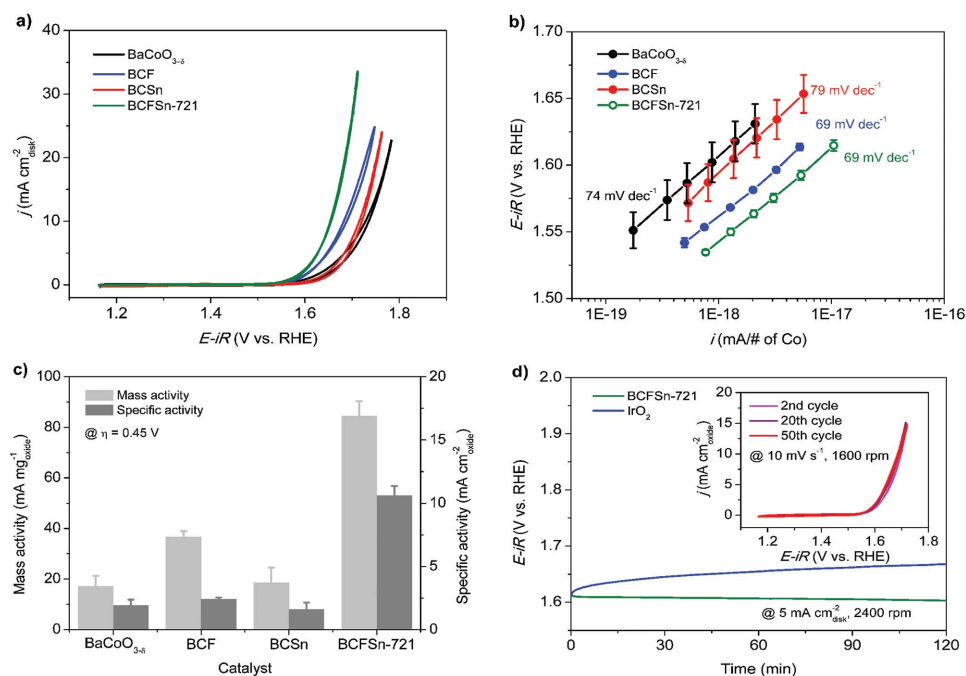 a)
BaCoO3-δ
BCF
BCSn
BCFSn-721
40
30
20
10
0
j (mA cm-2disk)
1.2
1.4
1.6
1.8
E-iR (V vs. RHE)
b)
BaCoO3-δ
BCF
BCSn
BCFSn-721
1.70
1.65
1.60
1.55
1.50
E-iR (V vs. RHE)
79 mV dec-1
69 mV dec-1
69 mV dec-1
74 mV dec-1
1E-19
1E-18
1E-17
1E-16
i (mA/# of Co)
c)
Mass activity
Specific activity
@ η = 0.45 V
100
80
60
40
20
0
Mass activity (mA mg-1oxide)
20
15
10
5
0
Specific activity (mA cm-2oxide)
BaCoO3-δ
BCF
BCSn
BCFSn-721
Catalyst
d)
BCFSn-721
IrO2
2.0
1.9
1.8
1.7
1.6
1.5
E-iR (V vs. RHE)
20
15
10
5
0
j (mA cm-2oxide)
2nd cycle
20th cycle
50th cycle
@ 10 mV s-1, 1600 rpm
1.2
1.4
1.6
1.8
E-iR (V vs. RHE)
@ 5 mA cm-2disk, 2400 rpm
0
30
60
90
120
Time (min)